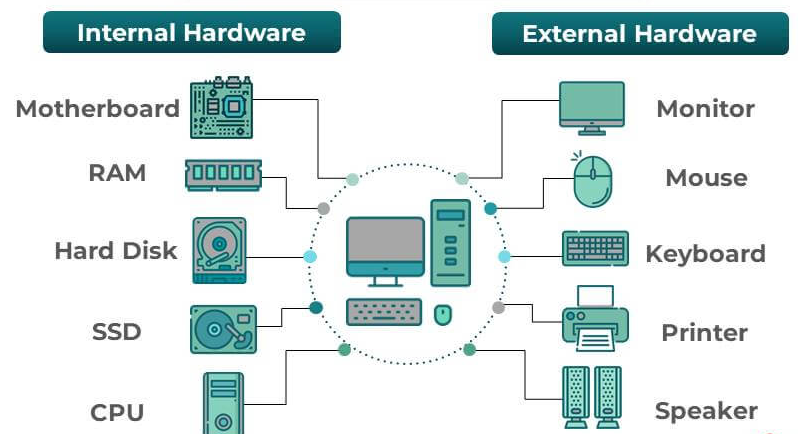 Internal Hardware
External Hardware
Motherboard
Monitor
RAM
Mouse
Hard Disk
Keyboard
SSD
Printer
CPU
Speaker